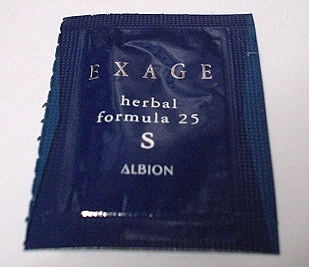 EXAGE
herbal
formula 25
S
ALBION